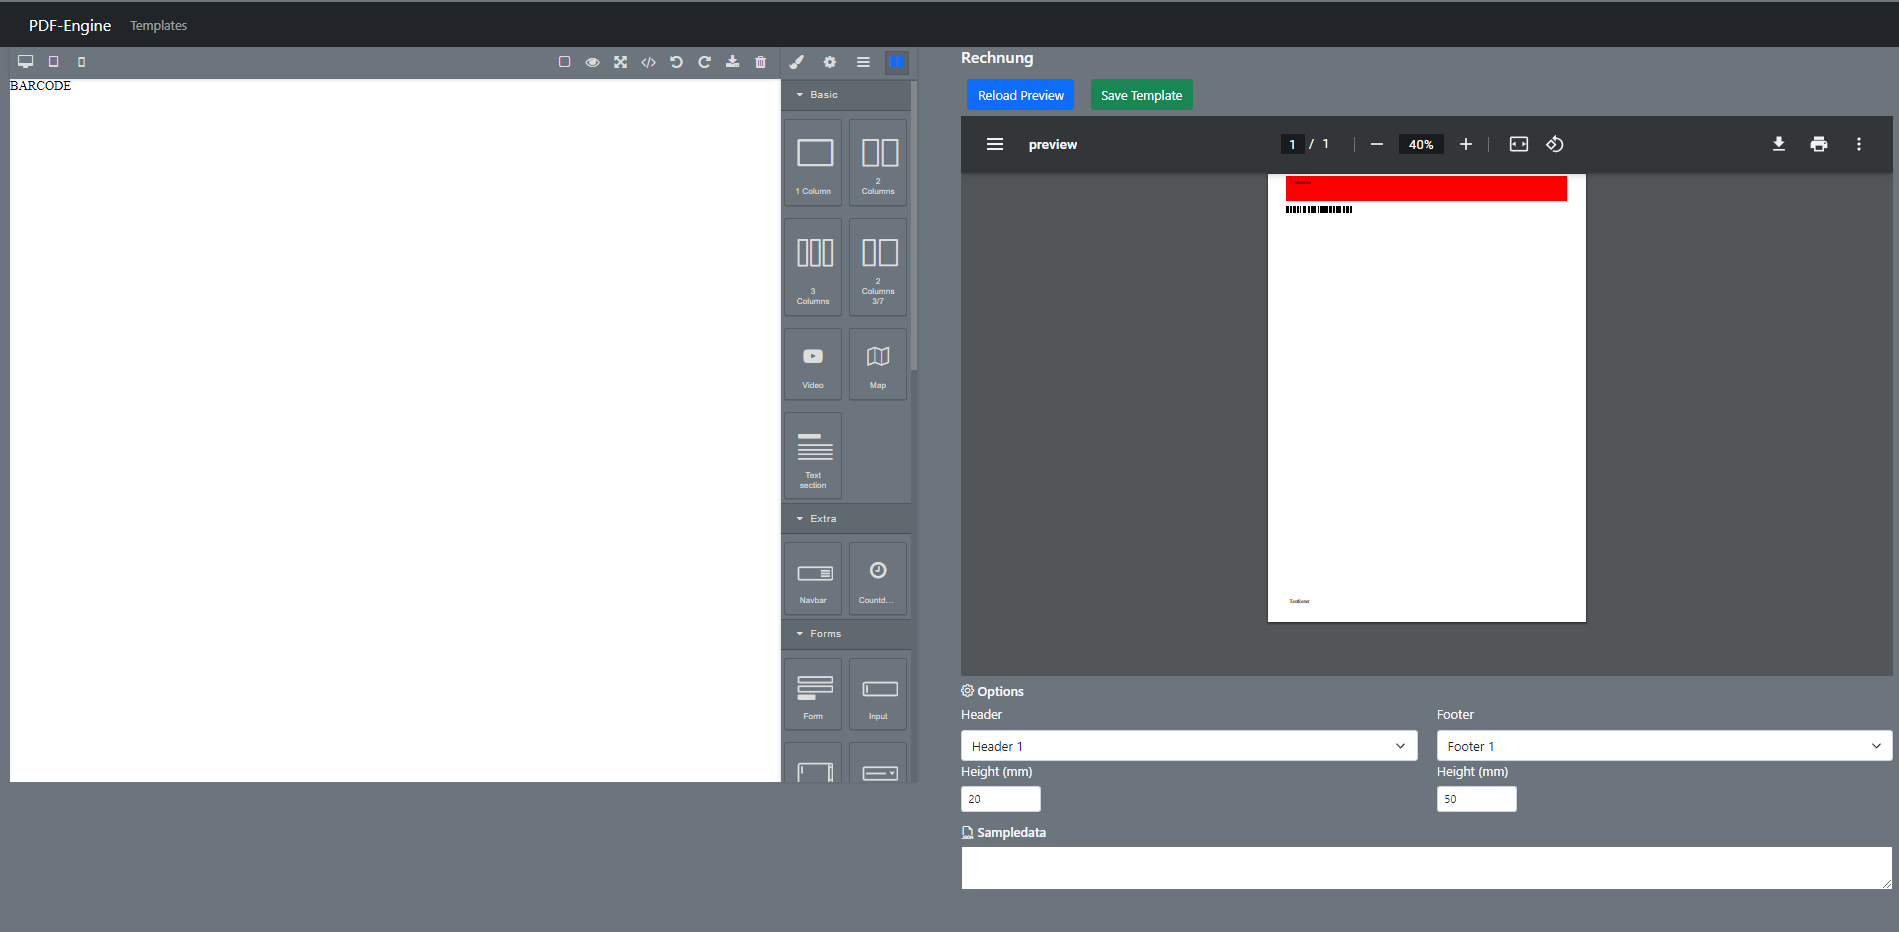 PDF-Engine Templates
BARCODE
Basic
1 Column
2
Columns
3
Columns
2
Columns
3/7
Video
Map
Text
section
Extra
Navbar
Countd...
Forms
Form
Input
Rechnung
Reload Preview
Save Template
preview
1 / 1
40%
Testfooter
Options
Header
Footer
Header 1
Footer 1
Height (mm)
Height (mm)
20
50
Sampledata